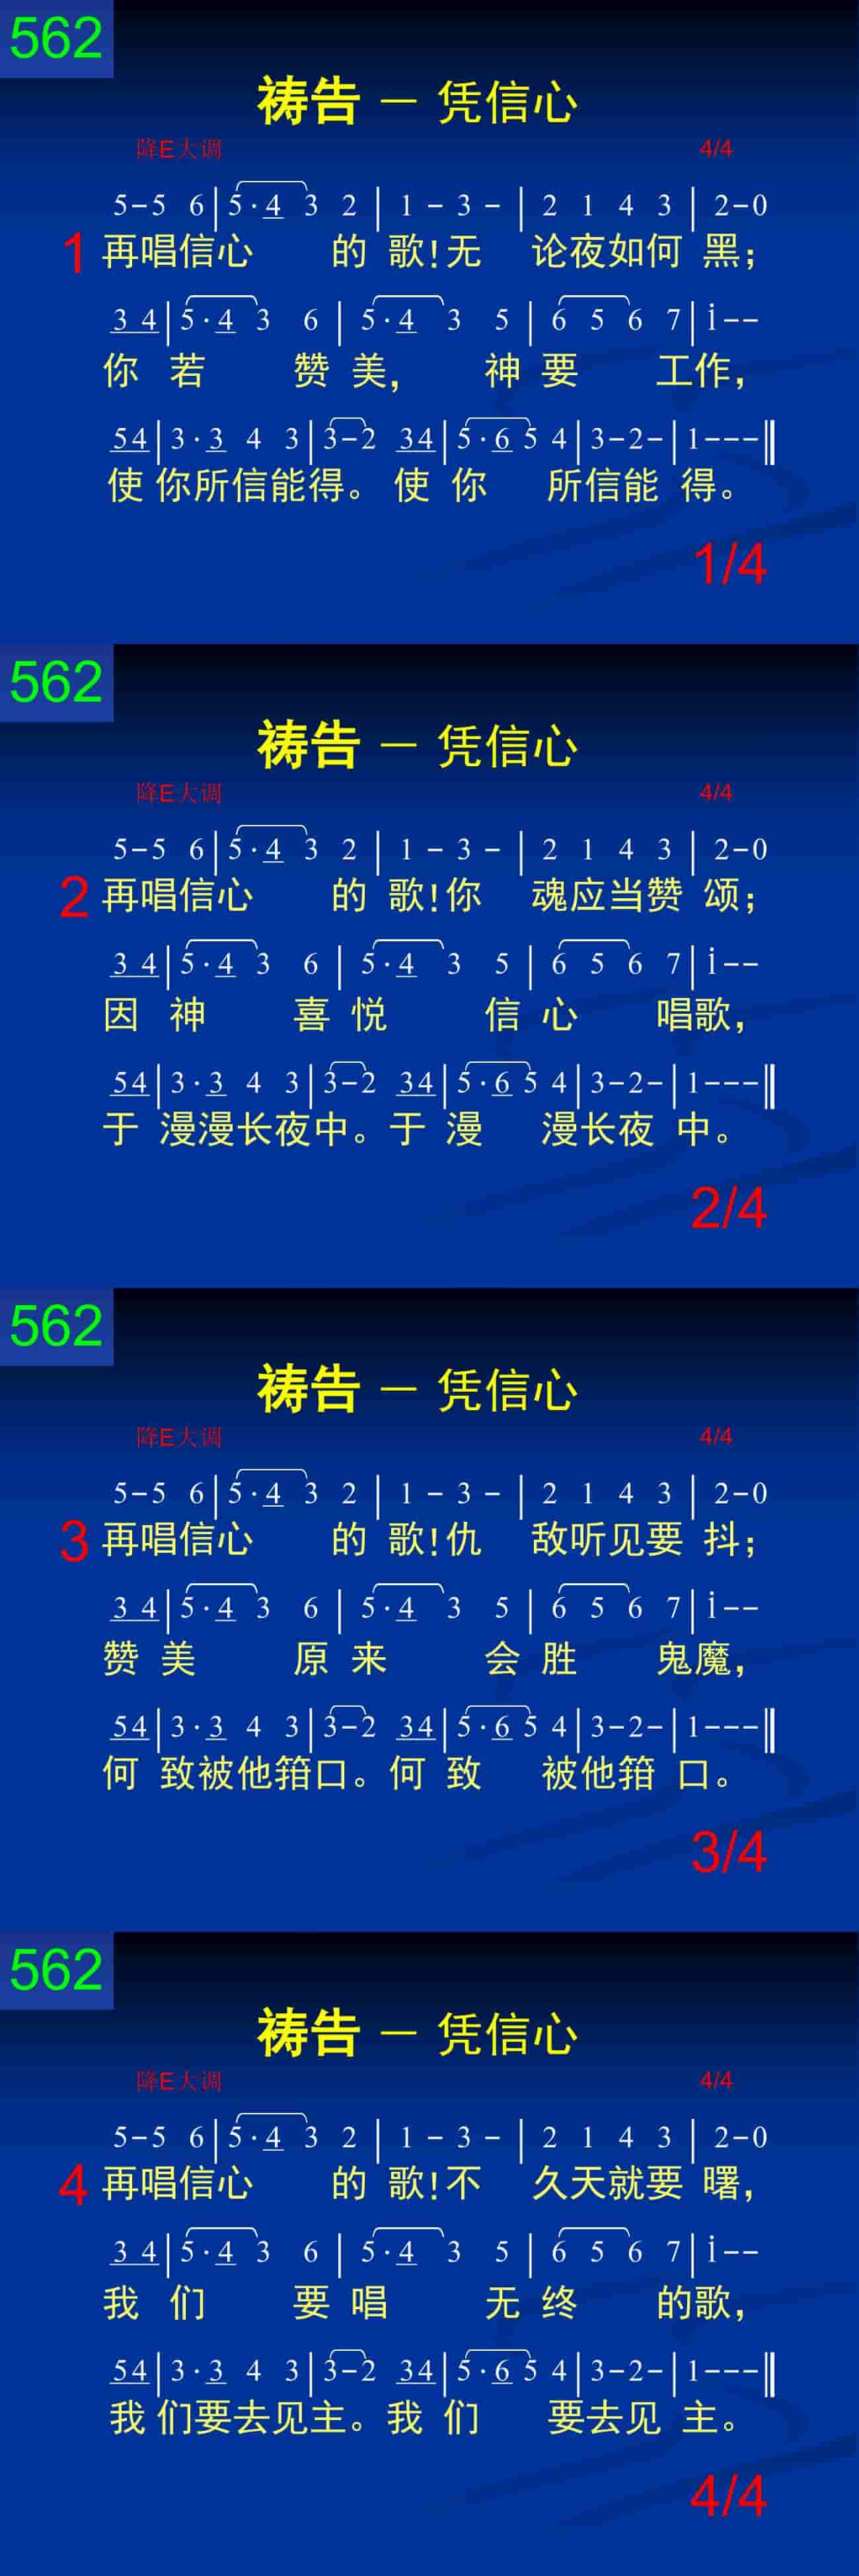 562
祷告 — 凭信心
降E大调 4/4
5-5 6|5·4 3 2|1-3-|2 1 4 3|2-0
1 再唱信心 的 歌!无 论夜如何 黑;
3 4|5·4 3 6|5·4 3 5|6 5 6 7|i--
你 若 赞 美, 神 要 工作,
54|3·3 4 3|3-2 34|5·6 5 4|3-2-|1---‖
使 你所信能得。使 你 所信能 得。
1/4
562
祷告 — 凭信心
降E大调 4/4
5-5 6|5·4 3 2|1-3-|2 1 4 3|2-0
2 再唱信心 的 歌!你 魂应当赞 颂;
3 4|5·4 3 6|5·4 3 5|6 5 6 7|i--
因 神 喜 悦 信 心 唱歌,
54|3·3 4 3|3-2 34|5·6 5 4|3-2-|1---‖
于 漫漫长夜中。于 漫 漫长夜 中。
2/4
562
祷告 — 凭信心
降E大调 4/4
5-5 6|5·4 3 2|1-3-|2 1 4 3|2-0
3 再唱信心 的 歌!仇 敌听见要 抖;
3 4|5·4 3 6|5·4 3 5|6 5 6 7|i--
赞 美 原 来 会 胜 鬼魔,
54|3·3 4 3|3-2 34|5·6 5 4|3-2-|1---‖
何 致被他箝口。何 致 被他箝 口。
3/4
562
祷告 — 凭信心
降E大调 4/4
5-5 6|5·4 3 2|1-3-|2 1 4 3|2-0
4 再唱信心 的 歌!不 久天就要 曙,
3 4|5·4 3 6|5·4 3 5|6 5 6 7|i--
我 们 要 唱 无 终 的歌,
54|3·3 4 3|3-2 34|5·6 5 4|3-2-|1---‖
我 们要去见主。我 们 要去见 主。
4/4